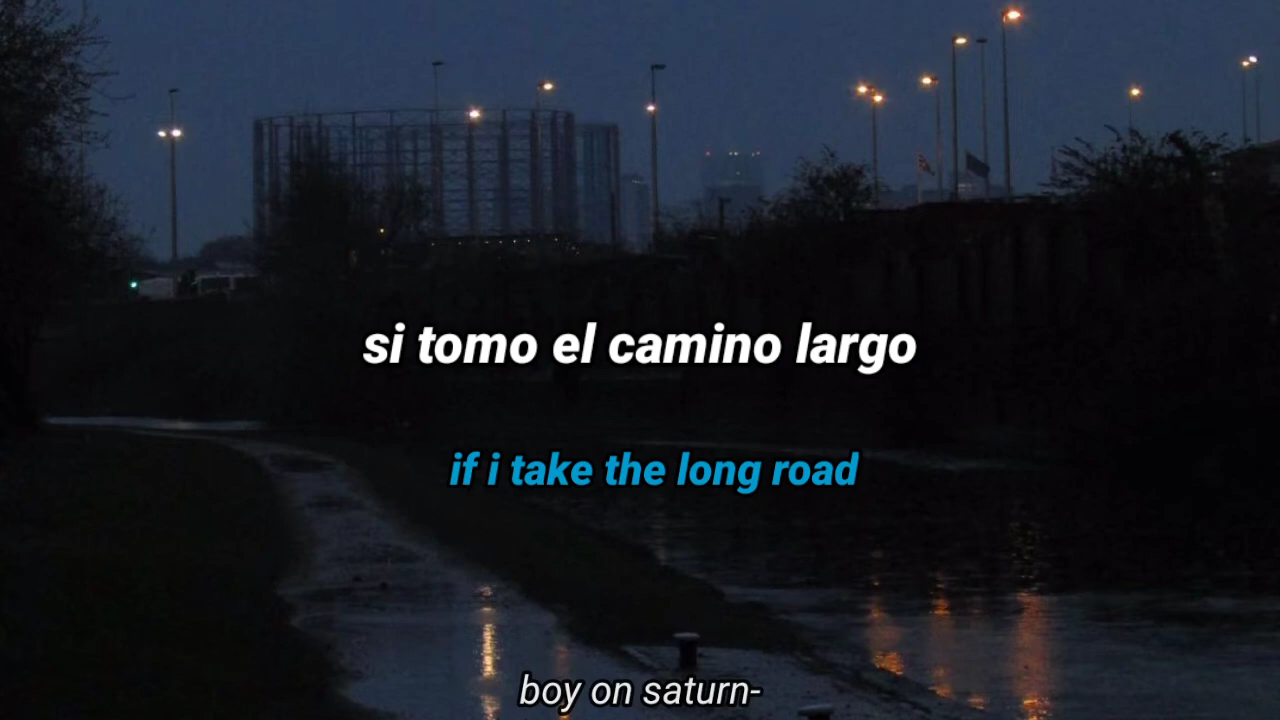 si tomo el camino largo
if i take the long road
boy on saturn-